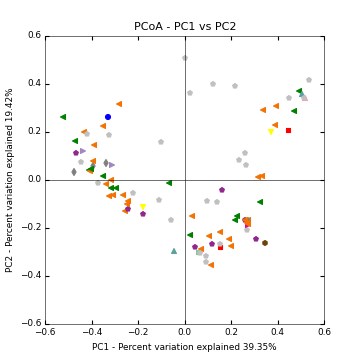 PCoA - PC1 vs PC2
0.6
0.4
0.2
0.0
−0.2
−0.4
−0.6
PC2 - Percent variation explained 19.42%
−0.6 −0.4 −0.2 0.0 0.2 0.4 0.6
PC1 - Percent variation explained 39.35%